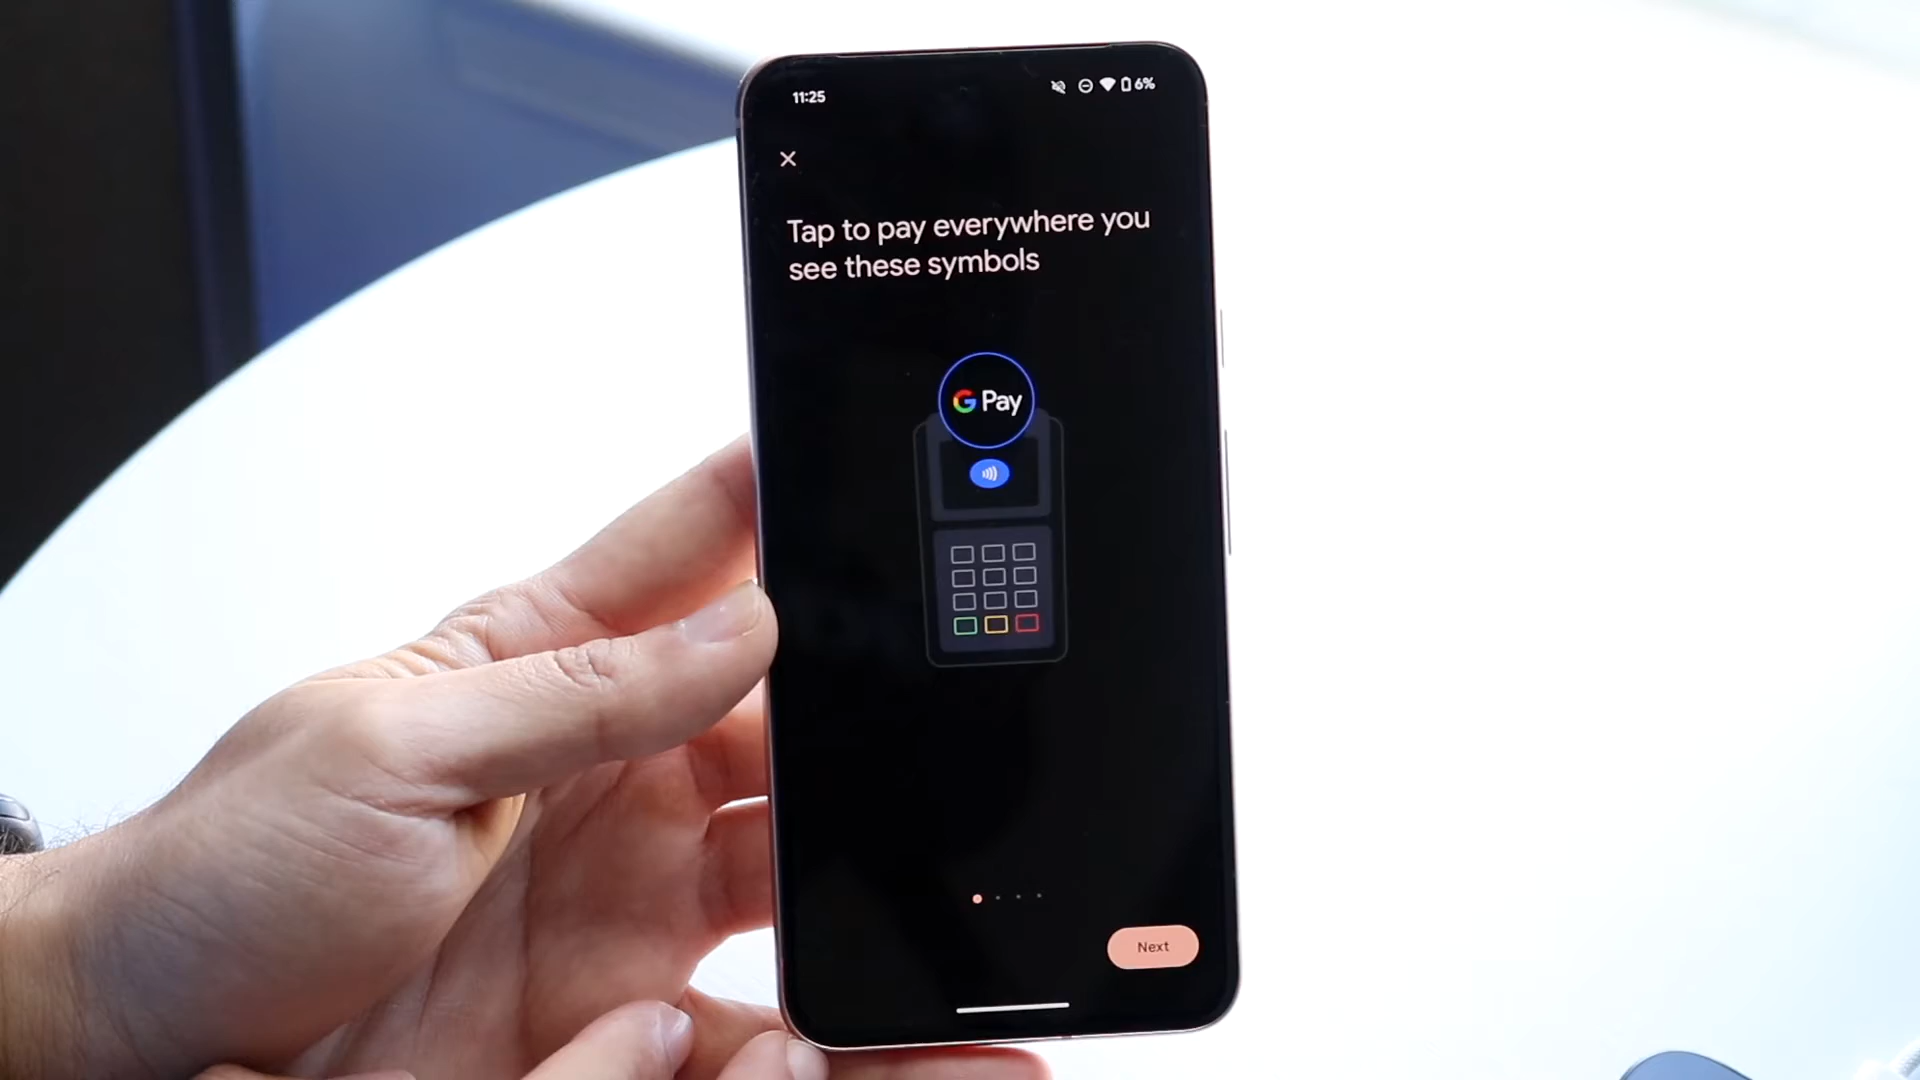 11:25
6%
Tap to pay everywhere you
see these symbols
G Pay
Next